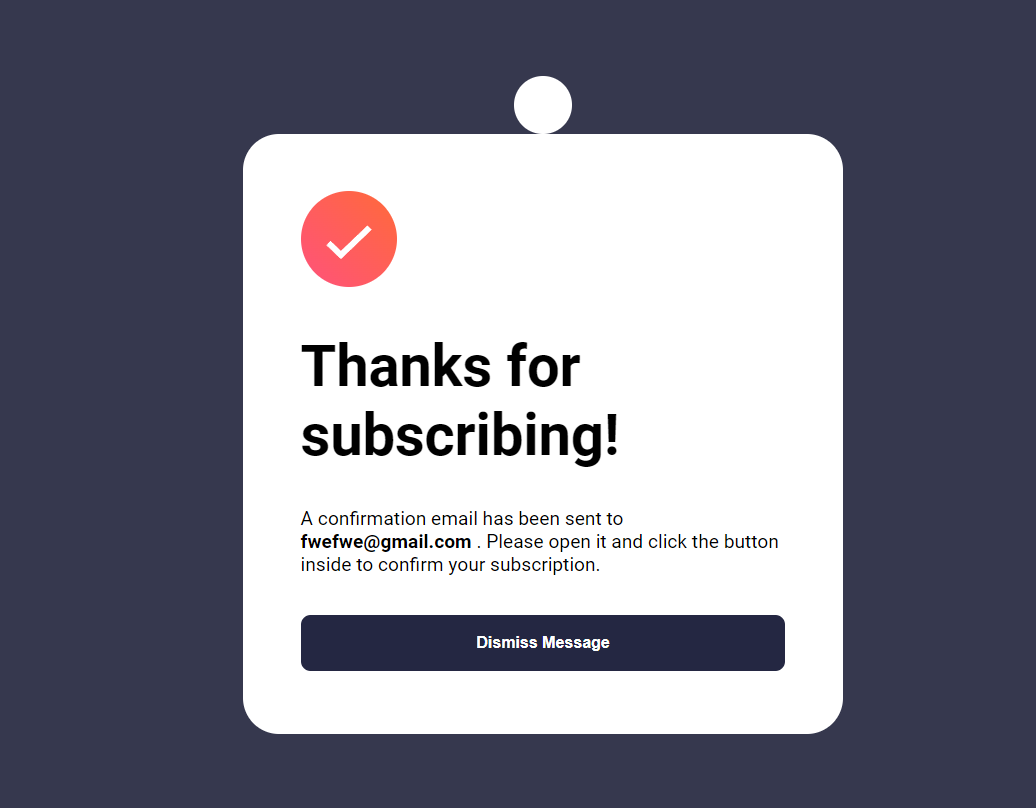 Thanks for
subscribing!
A confirmation email has been sent to
fwefwe@gmail.com . Please open it and click the button
inside to confirm your subscription.
Dismiss Message